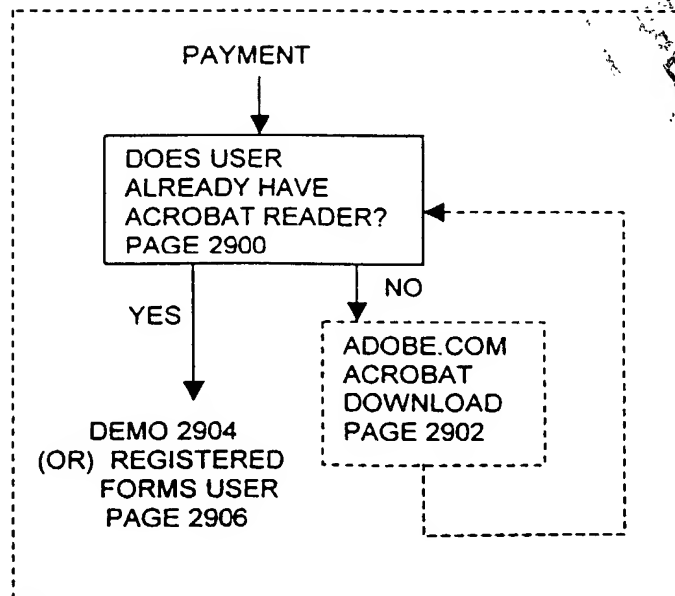 PAYMENT
DOES USER
ALREADY HAVE
ACROBAT READER?
PAGE 2900
YES
NO
ADOBE.COM
ACROBAT
DOWNLOAD
PAGE 2902
DEMO 2904
(OR) REGISTERED
FORMS USER
PAGE 2906